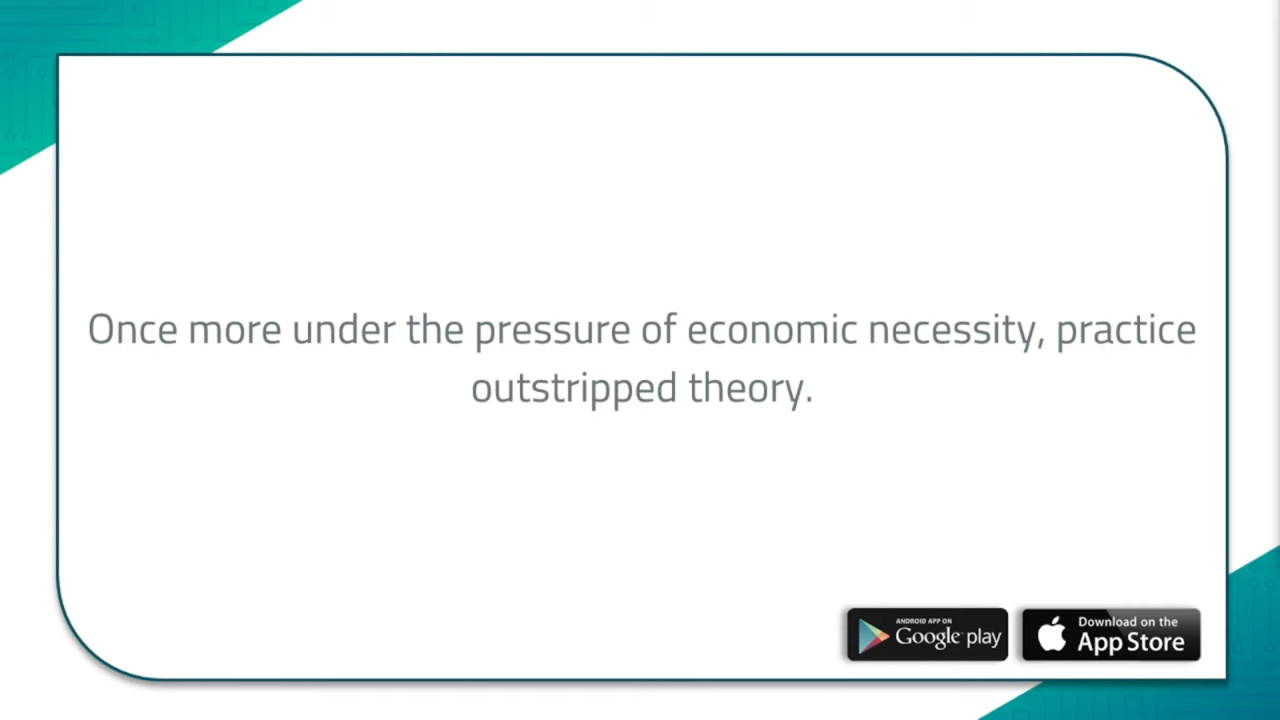 Once more under the pressure of economic necessity, practice
outstripped theory.
ANDROID APP ON
Google play
Download on the
App Store